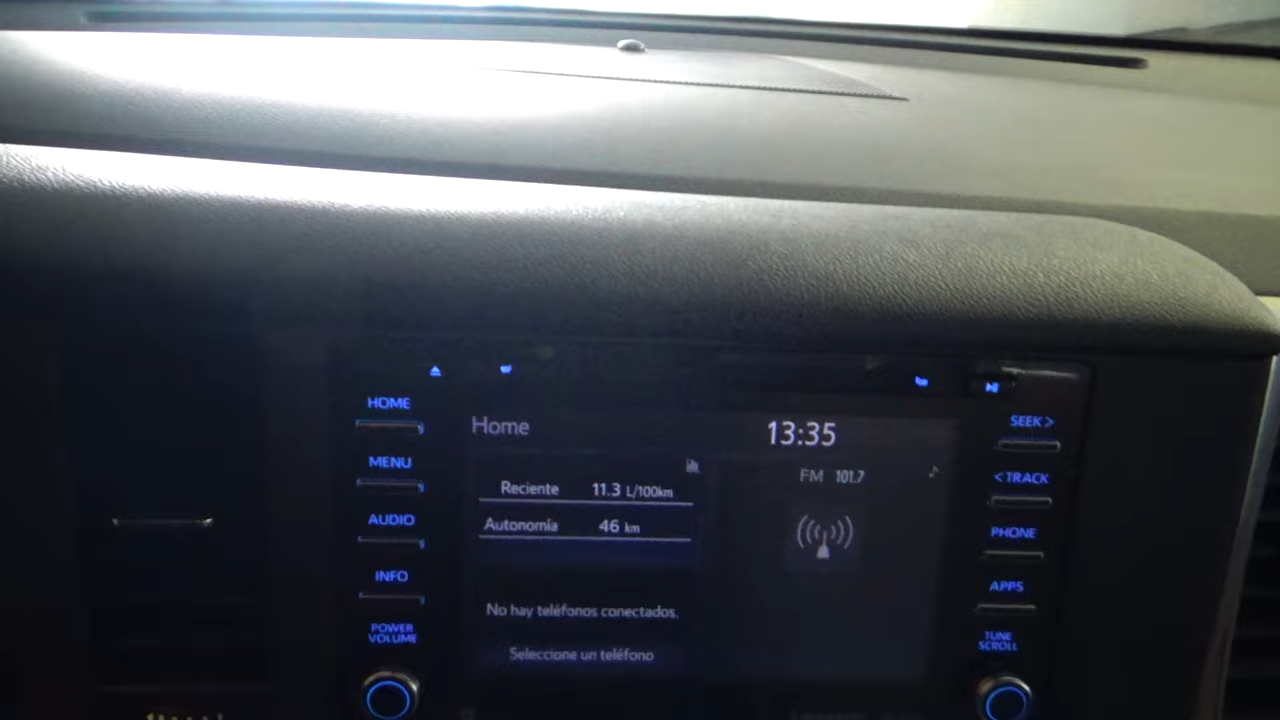 HOME
MENU
AUDIO
INFO
POWER
VOLUME
Home
13:35
Reciente 11.3 L/100km
Autonomía 46 km
No hay teléfonos conectados.
Seleccione un teléfono
FM 101.7
SEEK >
< TRACK
PHONE
APPS
TUNE
SCROLL